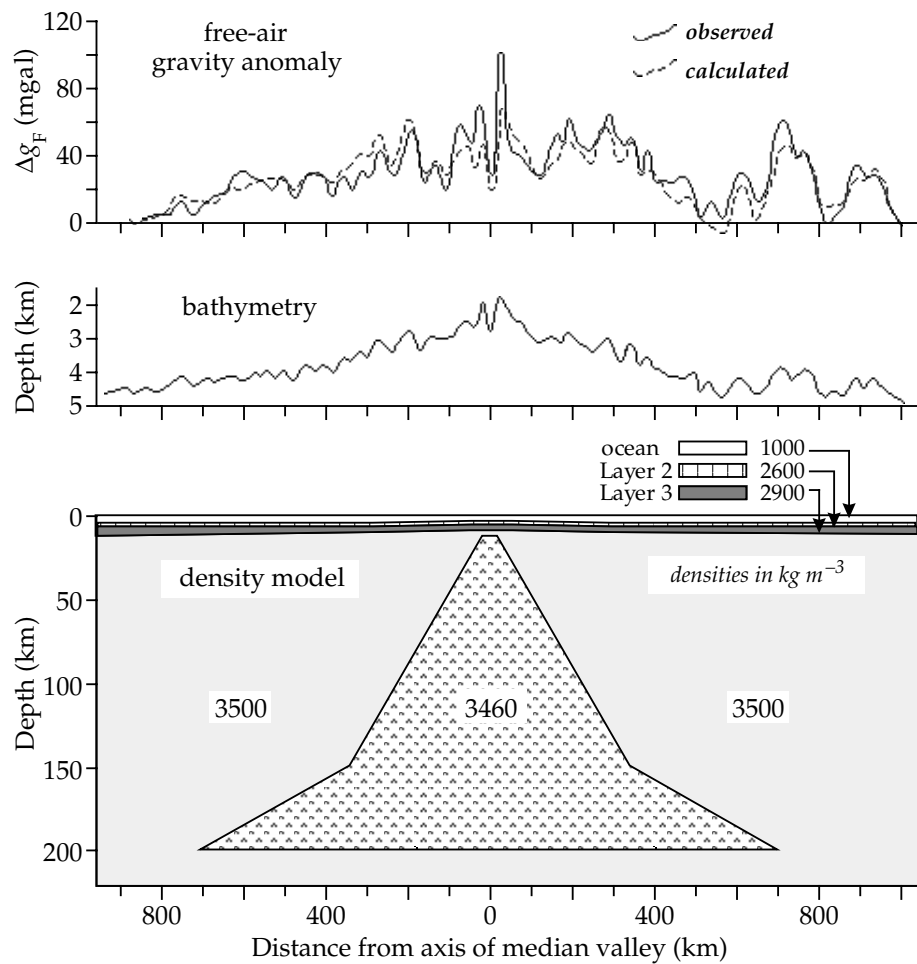 120
80
40
0
Δg_F (mgal)
free-air
gravity anomaly
observed
calculated
2
3
4
5
Depth (km)
bathymetry
ocean 1000
Layer 2 2600
Layer 3 2900
0
50
100
150
200
Depth (km)
density model
densities in kg m⁻³
3500 3460 3500
800 400 0 400 800
Distance from axis of median valley (km)